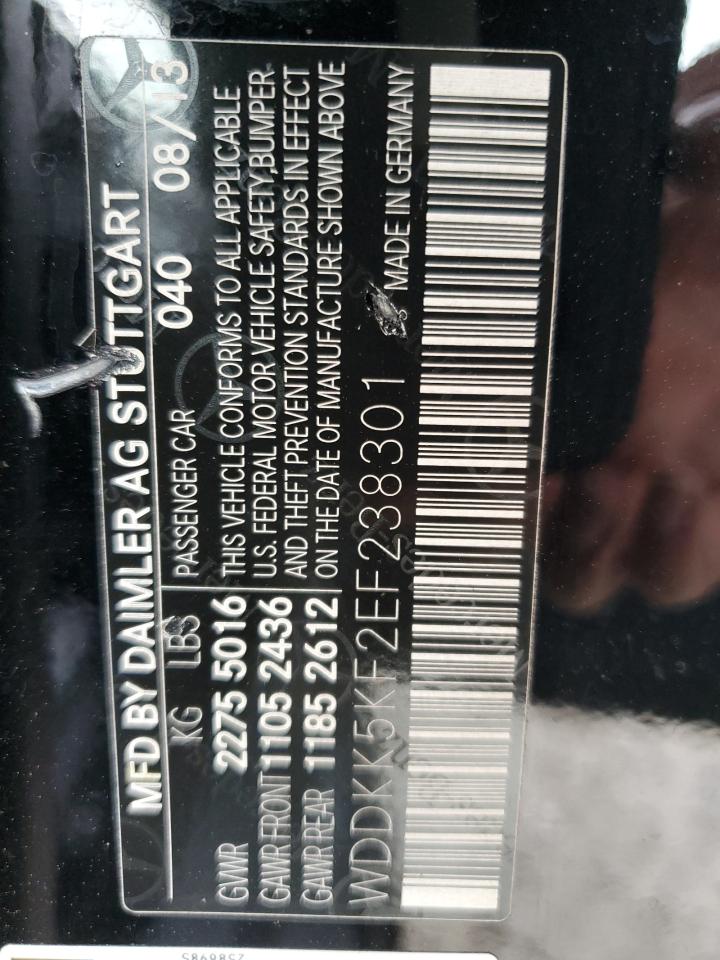 MFD BY DAIMLER AG STUTTGART
KG LBS PASSENGER CAR 040 08/13
GWR 2275 5016 THIS VEHICLE CONFORMS TO ALL APPLICABLE
GAWR FRONT 1105 2436 U.S. FEDERAL MOTOR VEHICLE SAFETY,BUMPER,
GAWR REAR 1185 2612 AND THEFT PREVENTION STANDARDS IN EFFECT
ON THE DATE OF MANUFACTURE SHOWN ABOVE
WDDKK5KF2EF238301 MADE IN GERMANY